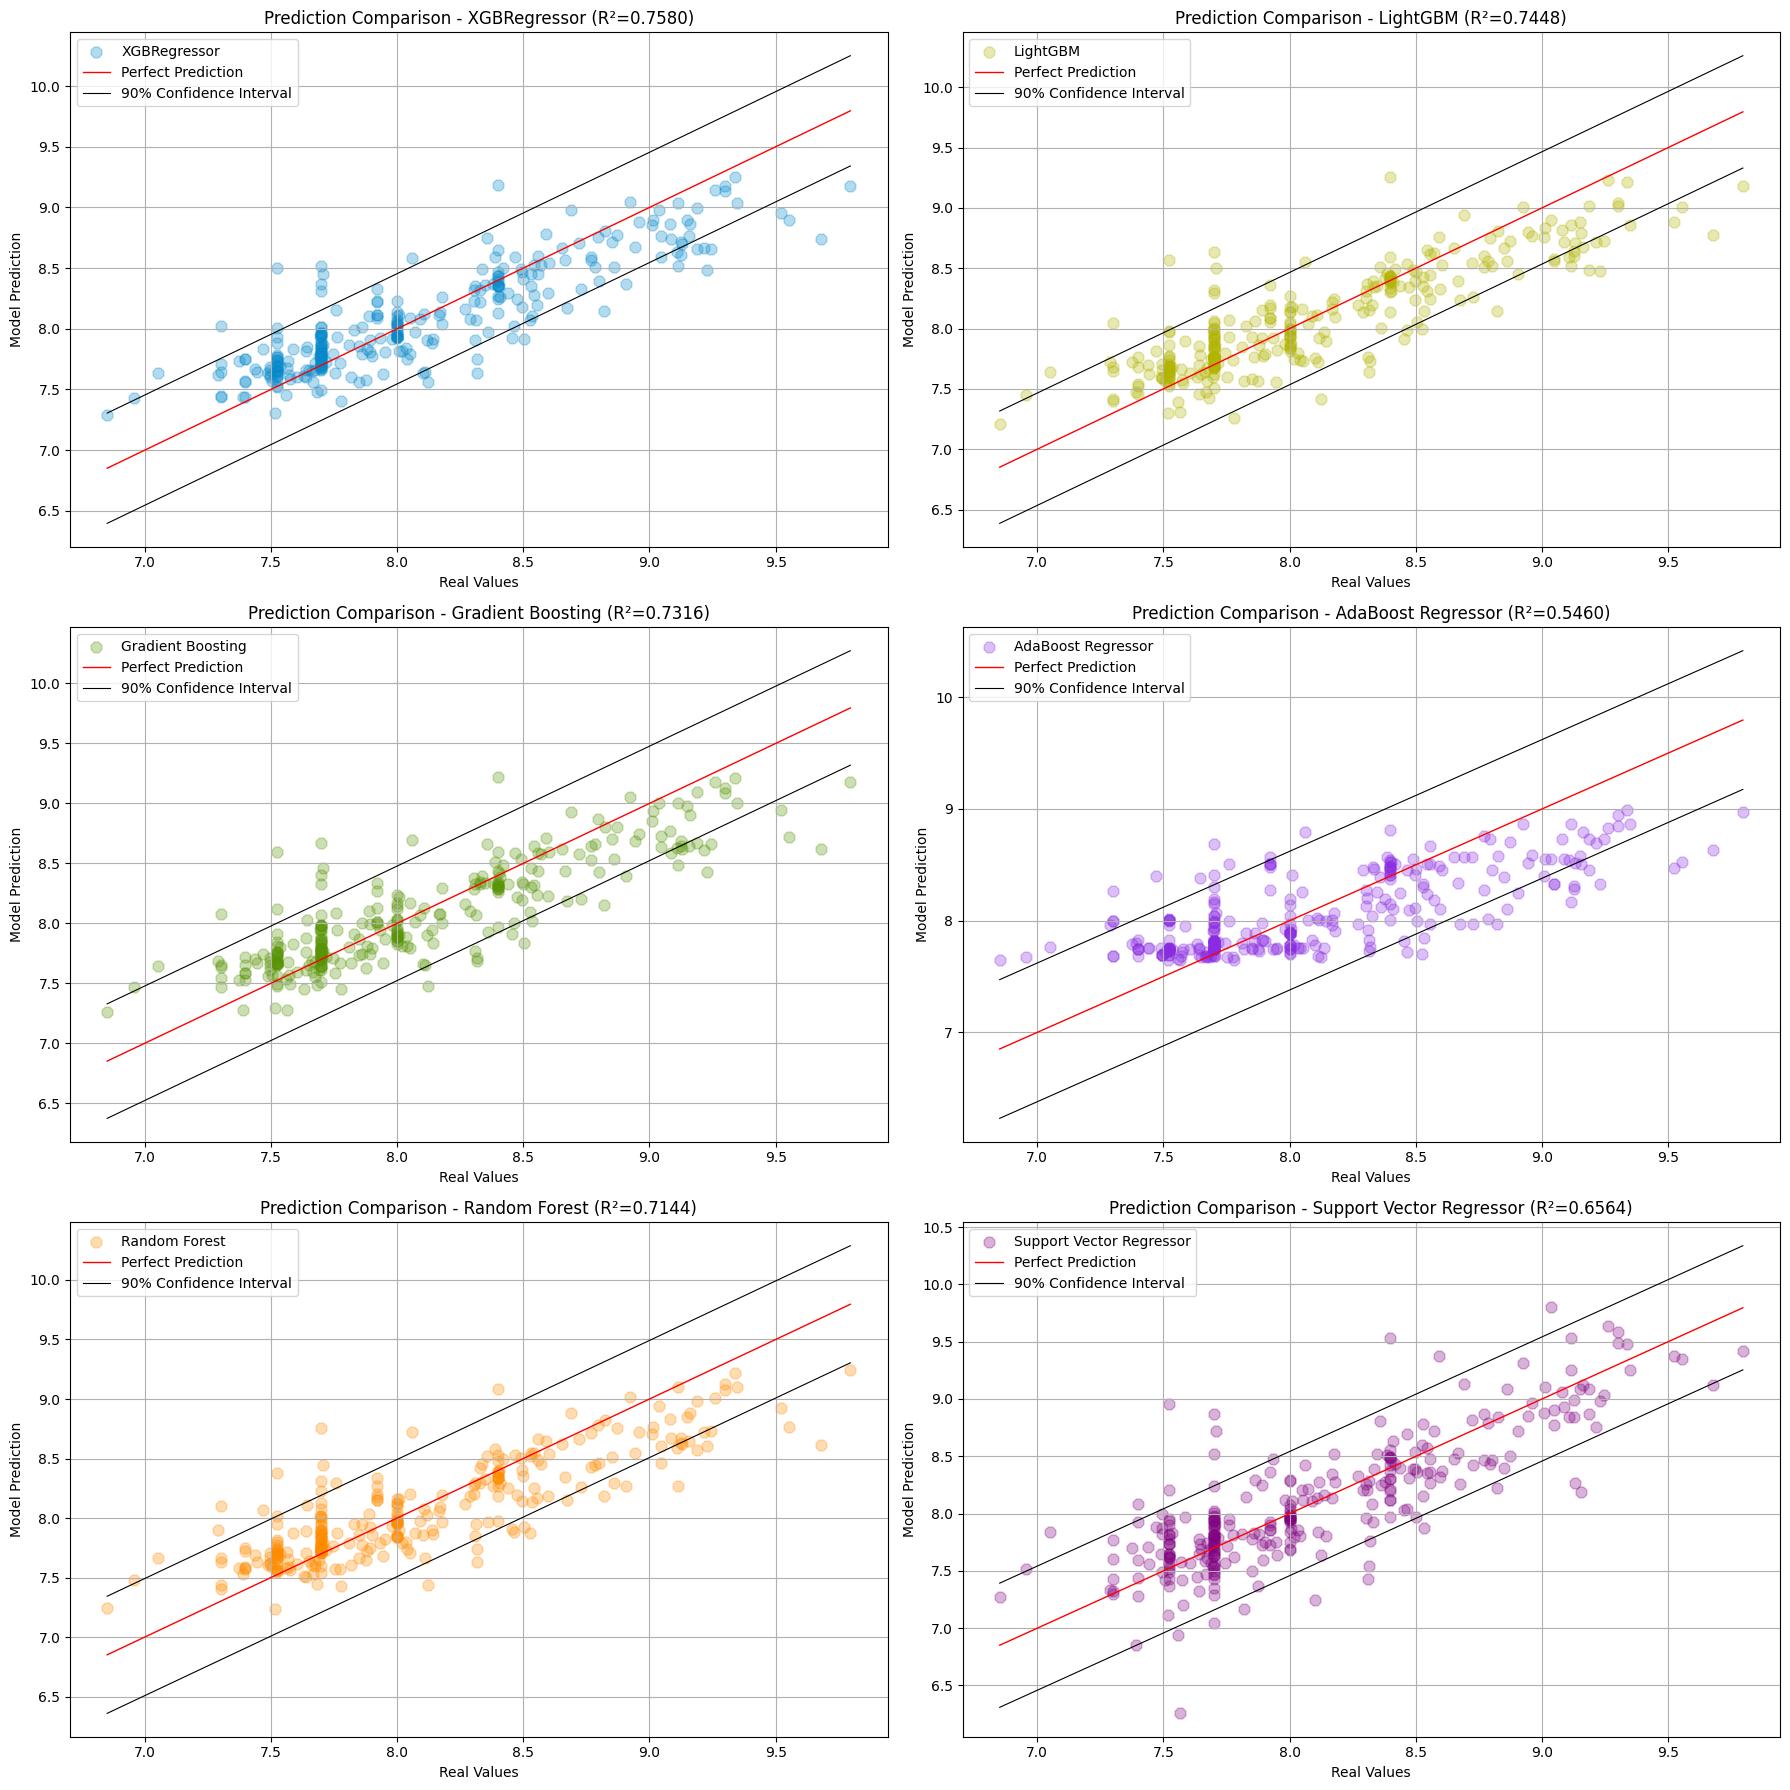 Prediction Comparison - XGBRegressor (R²=0.7580)
XGBRegressor
Perfect Prediction
90% Confidence Interval
10.0
9.5
9.0
8.5
8.0
7.5
7.0
6.5
Model Prediction
7.0 7.5 8.0 8.5 9.0 9.5
Real Values
Prediction Comparison - LightGBM (R²=0.7448)
LightGBM
Perfect Prediction
90% Confidence Interval
10.0
9.5
9.0
8.5
8.0
7.5
7.0
6.5
Model Prediction
7.0 7.5 8.0 8.5 9.0 9.5
Real Values
Prediction Comparison - Gradient Boosting (R²=0.7316)
Gradient Boosting
Perfect Prediction
90% Confidence Interval
10.0
9.5
9.0
8.5
8.0
7.5
7.0
6.5
Model Prediction
7.0 7.5 8.0 8.5 9.0 9.5
Real Values
Prediction Comparison - AdaBoost Regressor (R²=0.5460)
AdaBoost Regressor
Perfect Prediction
90% Confidence Interval
10
9
8
7
Model Prediction
7.0 7.5 8.0 8.5 9.0 9.5
Real Values
Prediction Comparison - Random Forest (R²=0.7144)
Random Forest
Perfect Prediction
90% Confidence Interval
10.0
9.5
9.0
8.5
8.0
7.5
7.0
6.5
Model Prediction
7.0 7.5 8.0 8.5 9.0 9.5
Real Values
Prediction Comparison - Support Vector Regressor (R²=0.6564)
Support Vector Regressor
Perfect Prediction
90% Confidence Interval
10.5
10.0
9.5
9.0
8.5
8.0
7.5
7.0
6.5
Model Prediction
7.0 7.5 8.0 8.5 9.0 9.5
Real Values